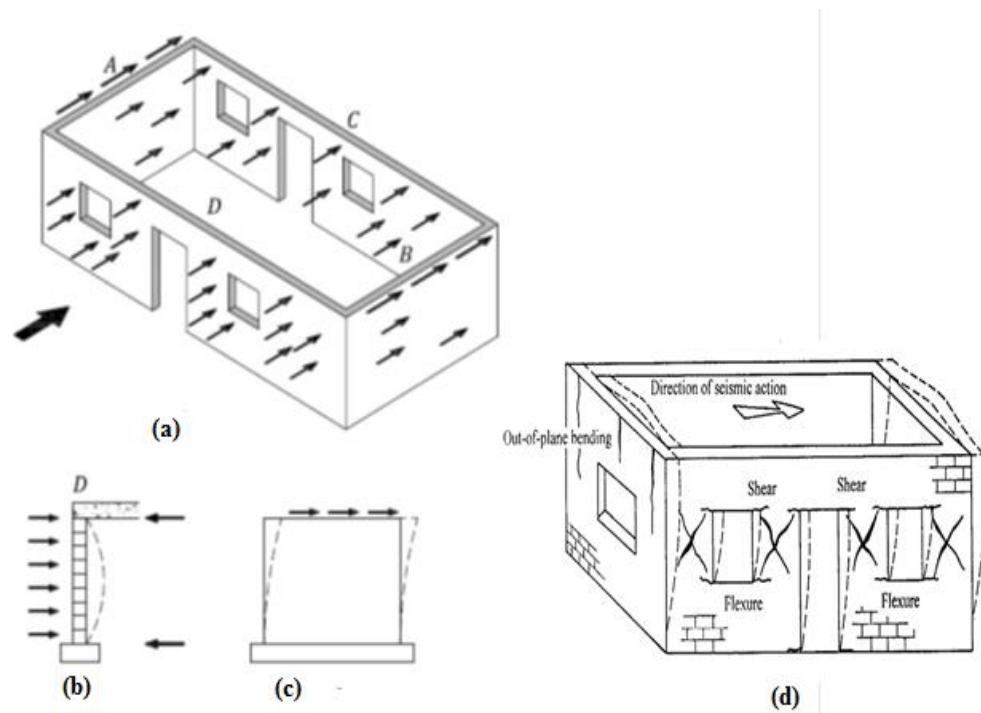 A
C
D
B
(a)
Direction of seismic action
Out-of-plane bending
Shear
Shear
Flexure
Flexure
(d)
D
(b)
(c)